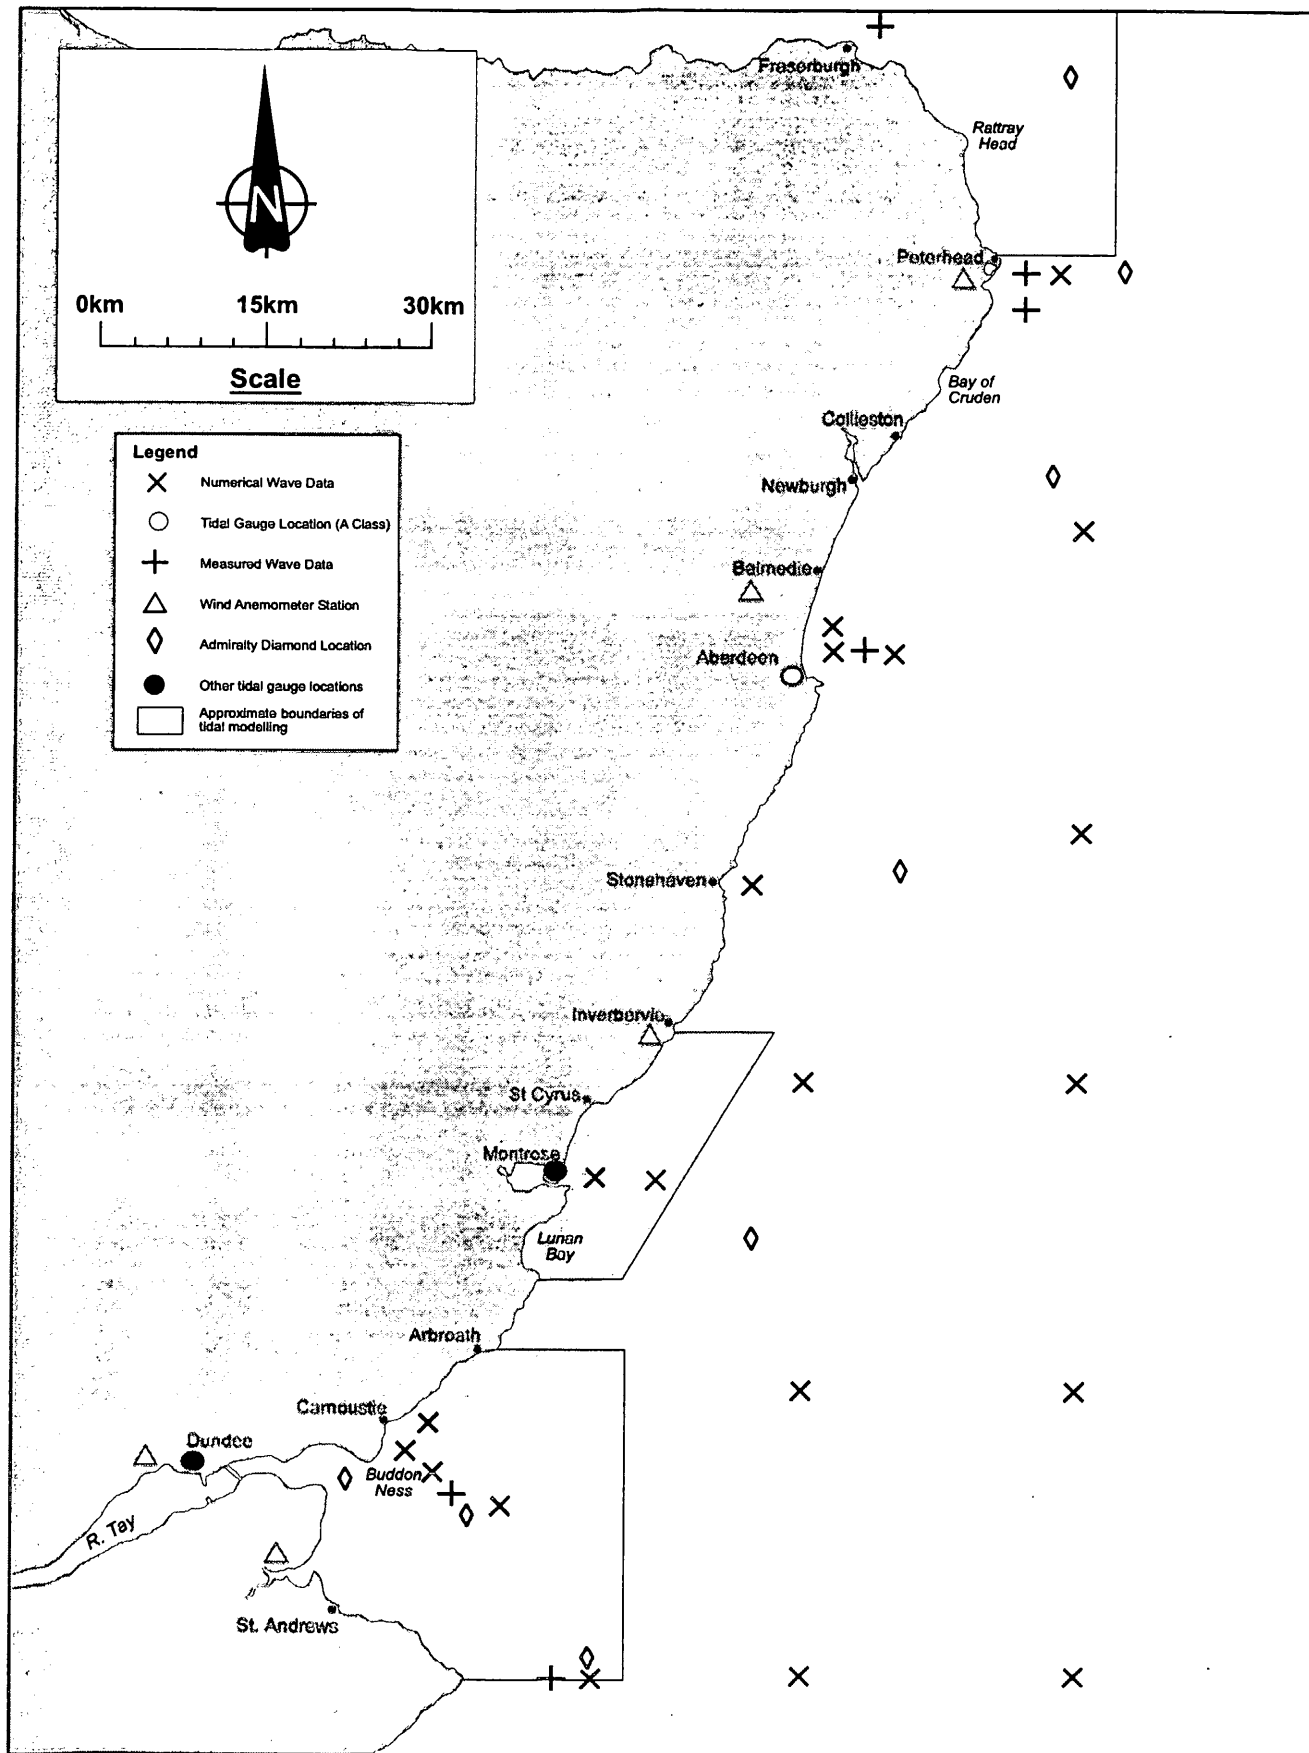 Fraserburgh
Rattray
Head
N
0km 15km 30km
Scale
Peterhead
Bay of
Cruden
Collieston
Newburgh
Legend
Numerical Wave Data
Tidal Gauge Location (A Class)
Measured Wave Data
Wind Anemometer Station
Admiralty Diamond Location
Other tidal gauge locations
Approximate boundaries of
tidal modelling
Balmedie
Aberdeen
Stonehaven
Inverbervie
St Cyrus
Montrose
Lunan
Bay
Arbroath
Carnoustie
Dundee
Buddon
Ness
R. Tay
St. Andrews